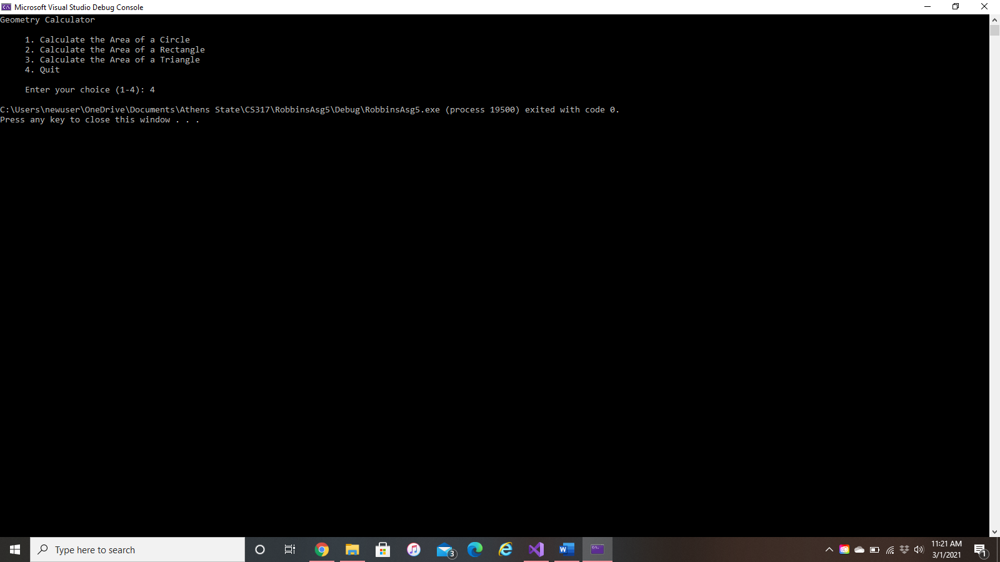 Microsoft Visual Studio Debug Console
Geometry Calculator
1. Calculate the Area of a Circle
2. Calculate the Area of a Rectangle
3. Calculate the Area of a Triangle
4. Quit
Enter your choice (1-4): 4
C:\Users\newuser\OneDrive\Documents\Athens State\CS317\RobbinsAsg5\Debug\RobbinsAsg5.exe (process 19500) exited with code 0.
Press any key to close this window . . .
Type here to search
3
11:21 AM
3/1/2021
1